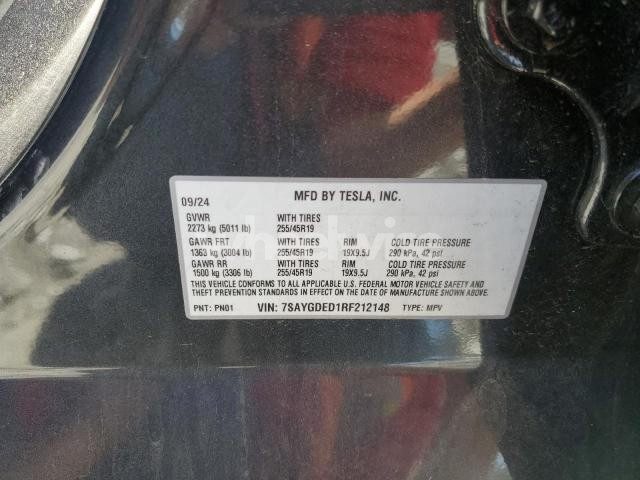 09/24 MFD BY TESLA, INC.
GVWR WITH TIRES
2273 kg (5011 lb) 255/45R19
GAWR FRT WITH TIRES RIM COLD TIRE PRESSURE
1363 kg (3004 lb) 255/45R19 19X9.5J 290 kPa, 42 psi
GAWR RR WITH TIRES RIM COLD TIRE PRESSURE
1500 kg (3306 lb) 255/45R19 19X9.5J 290 kPa, 42 psi
THIS VEHICLE CONFORMS TO ALL APPLICABLE U.S. FEDERAL MOTOR VEHICLE SAFETY AND
THEFT PREVENTION STANDARDS IN EFFECT ON THE DATE OF MANUFACTURE SHOWN ABOVE.
PNT: PN01 VIN: 7SAYGDED1RF212148 TYPE: MPV